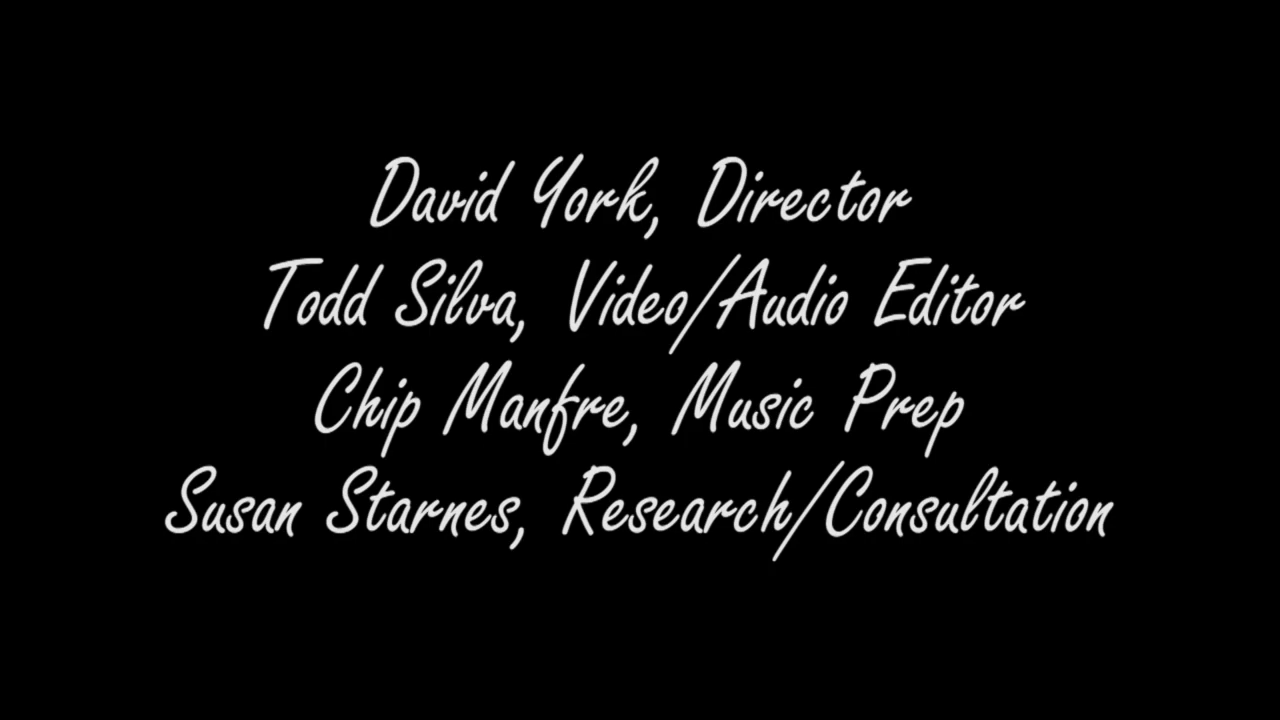 David York, Director
Todd Silva, Video/Audio Editor
Chip Manfre, Music Prep
Susan Starnes, Research/Consultation